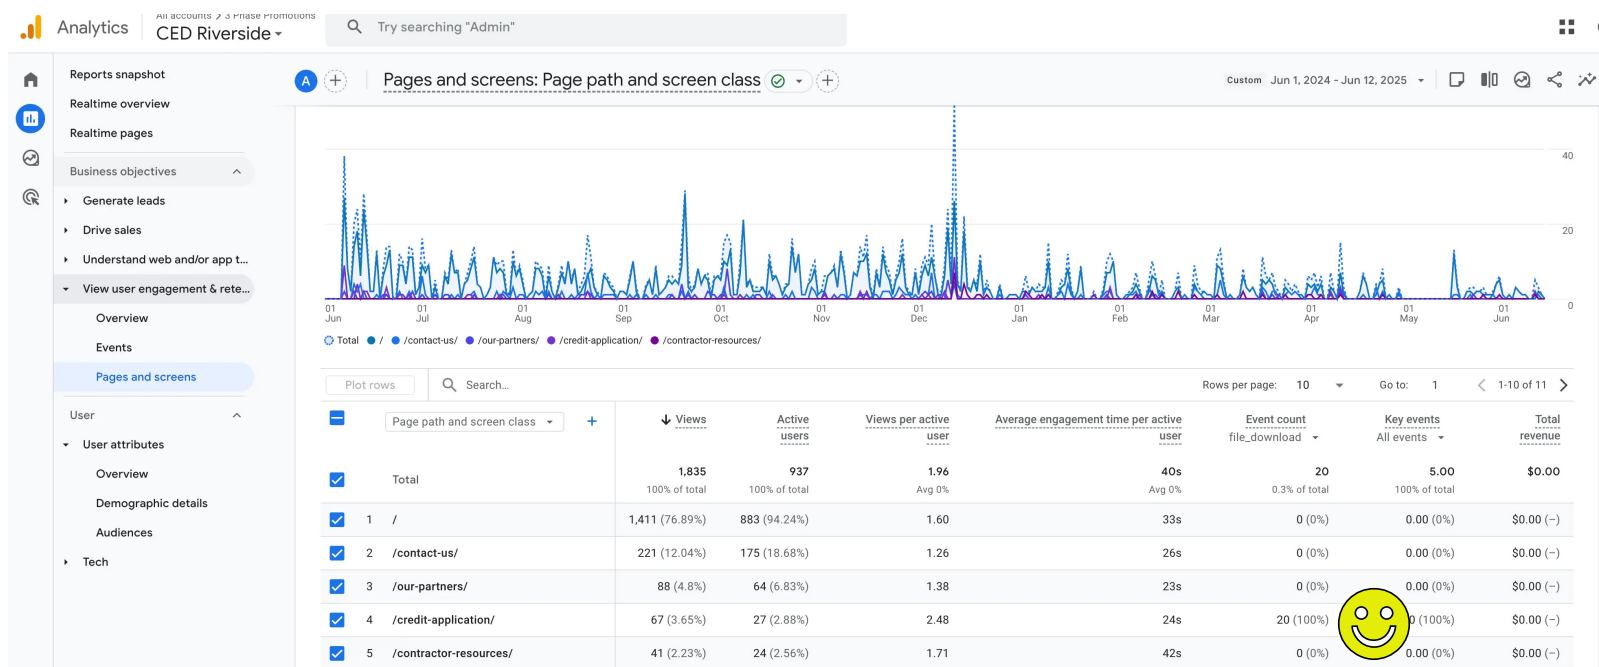 All accounts > 3 Phase Promotions
Analytics
CED Riverside
Try searching "Admin"
Reports snapshot
Realtime overview
Realtime pages
Business objectives
Generate leads
Drive sales
Understand web and/or app t...
View user engagement & rete...
Overview
Events
Pages and screens
User
User attributes
Overview
Demographic details
Audiences
Tech
A
Pages and screens: Page path and screen class
Custom Jun 1, 2024 - Jun 12, 2025
40
20
0
01 Jun
01 Jul
01 Aug
01 Sep
01 Oct
01 Nov
01 Dec
01 Jan
01 Feb
01 Mar
01 Apr
01 May
01 Jun
Total / /contact-us/ /our-partners/ /credit-application/ /contractor-resources/
Plot rows
Search...
Rows per page: 10
Go to: 1
1-10 of 11
Page path and screen class
Views
Active users
Views per active user
Average engagement time per active user
Event count
file_download
Key events
All events
Total revenue
Total 1,835 937 1.96 40s 20 5.00 $0.00
100% of total 100% of total Avg 0% Avg 0% 0.3% of total 100% of total
1 / 1,411 (76.89%) 883 (94.24%) 1.60 33s 0 (0%) 0.00 (0%) $0.00 (–)
2 /contact-us/ 221 (12.04%) 175 (18.68%) 1.26 26s 0 (0%) 0.00 (0%) $0.00 (–)
3 /our-partners/ 88 (4.8%) 64 (6.83%) 1.38 23s 0 (0%) 0.00 (0%) $0.00 (–)
4 /credit-application/ 67 (3.65%) 27 (2.88%) 2.48 24s 20 (100%) (100%) $0.00 (–)
5 /contractor-resources/ 41 (2.23%) 24 (2.56%) 1.71 42s 0 (0%) 0.00 (0%) $0.00 (–)